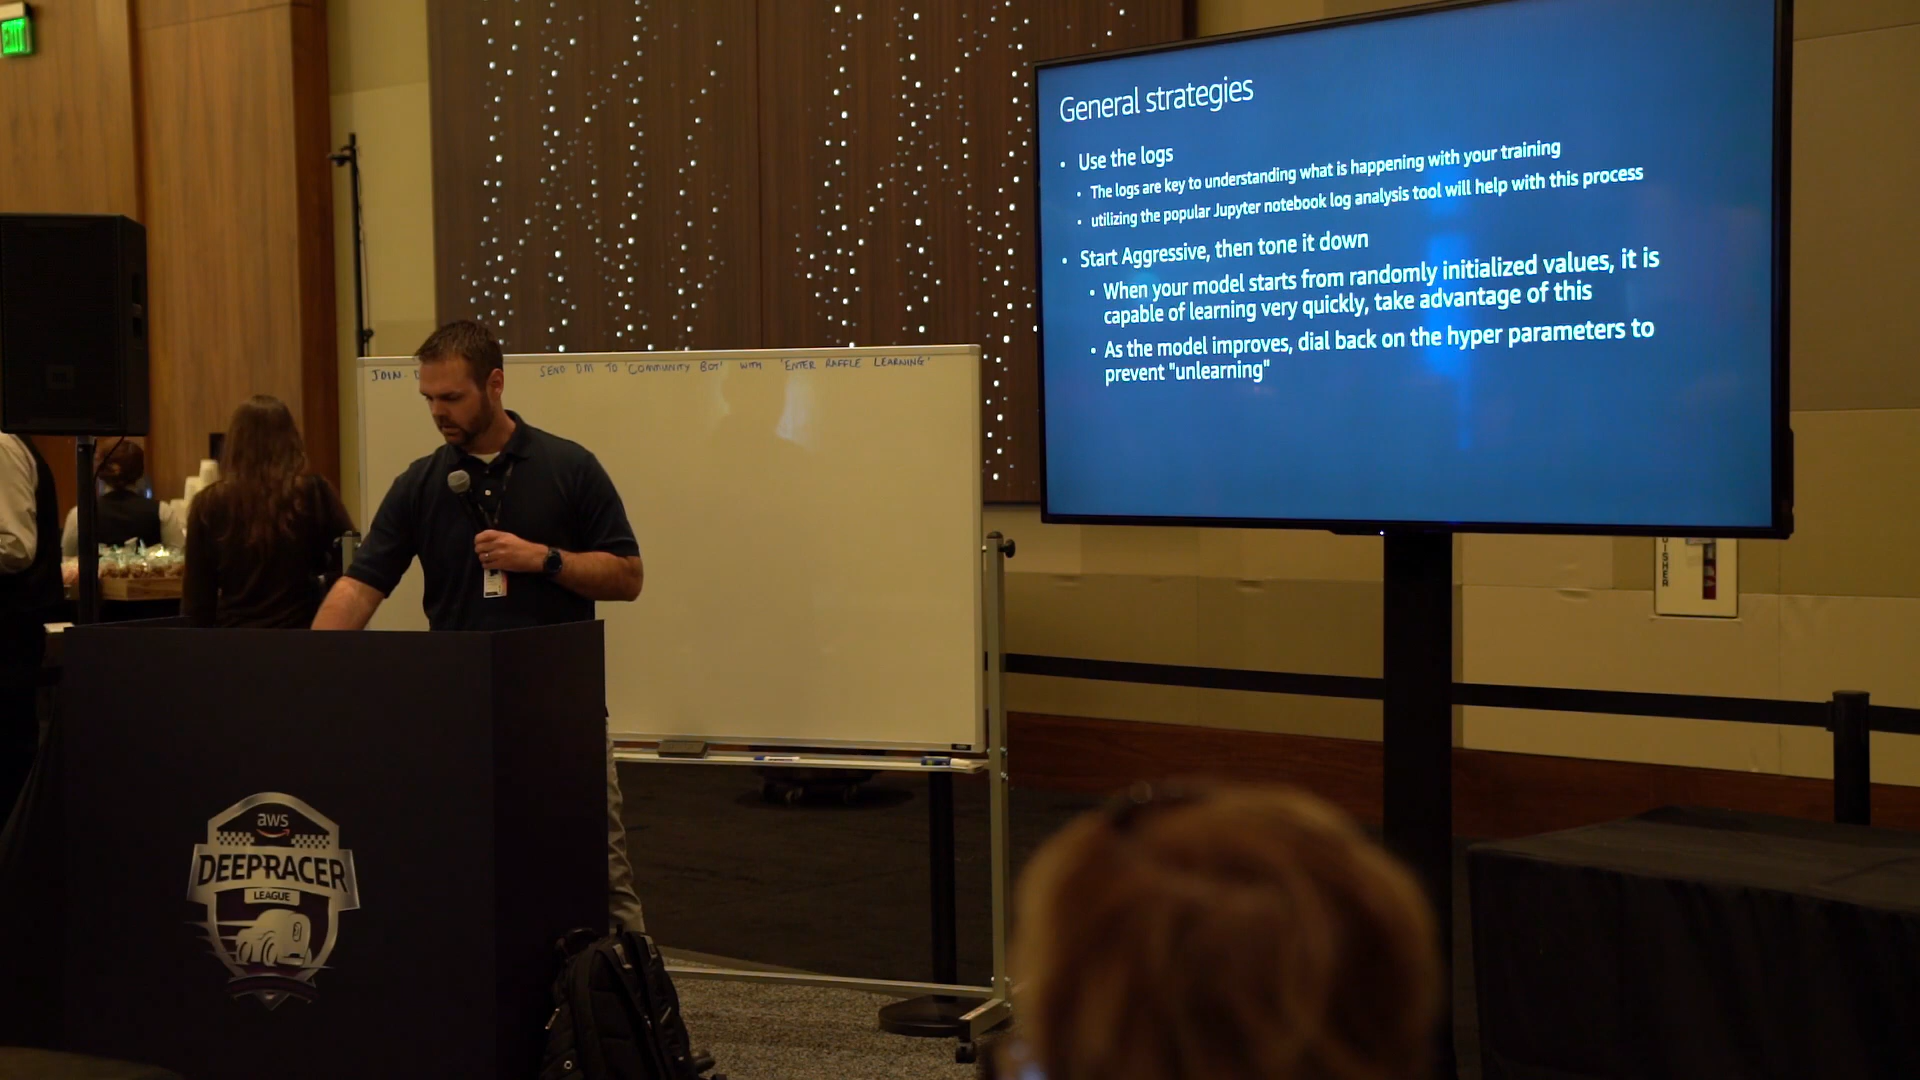 EXIT
General strategies
• Use the logs
• The logs are key to understanding what is happening with your training
• utilizing the popular Jupyter notebook log analysis tool will help with this process
• Start Aggressive, then tone it down
• When your model starts from randomly initialized values, it is
capable of learning very quickly, take advantage of this
• As the model improves, dial back on the hyper parameters to
prevent "unlearning"
JOIN. SEND DM TO 'COMMUNITY BOT' WITH 'ENTER RAFFLE LEARNING'
aws
DEEPRACER
LEAGUE